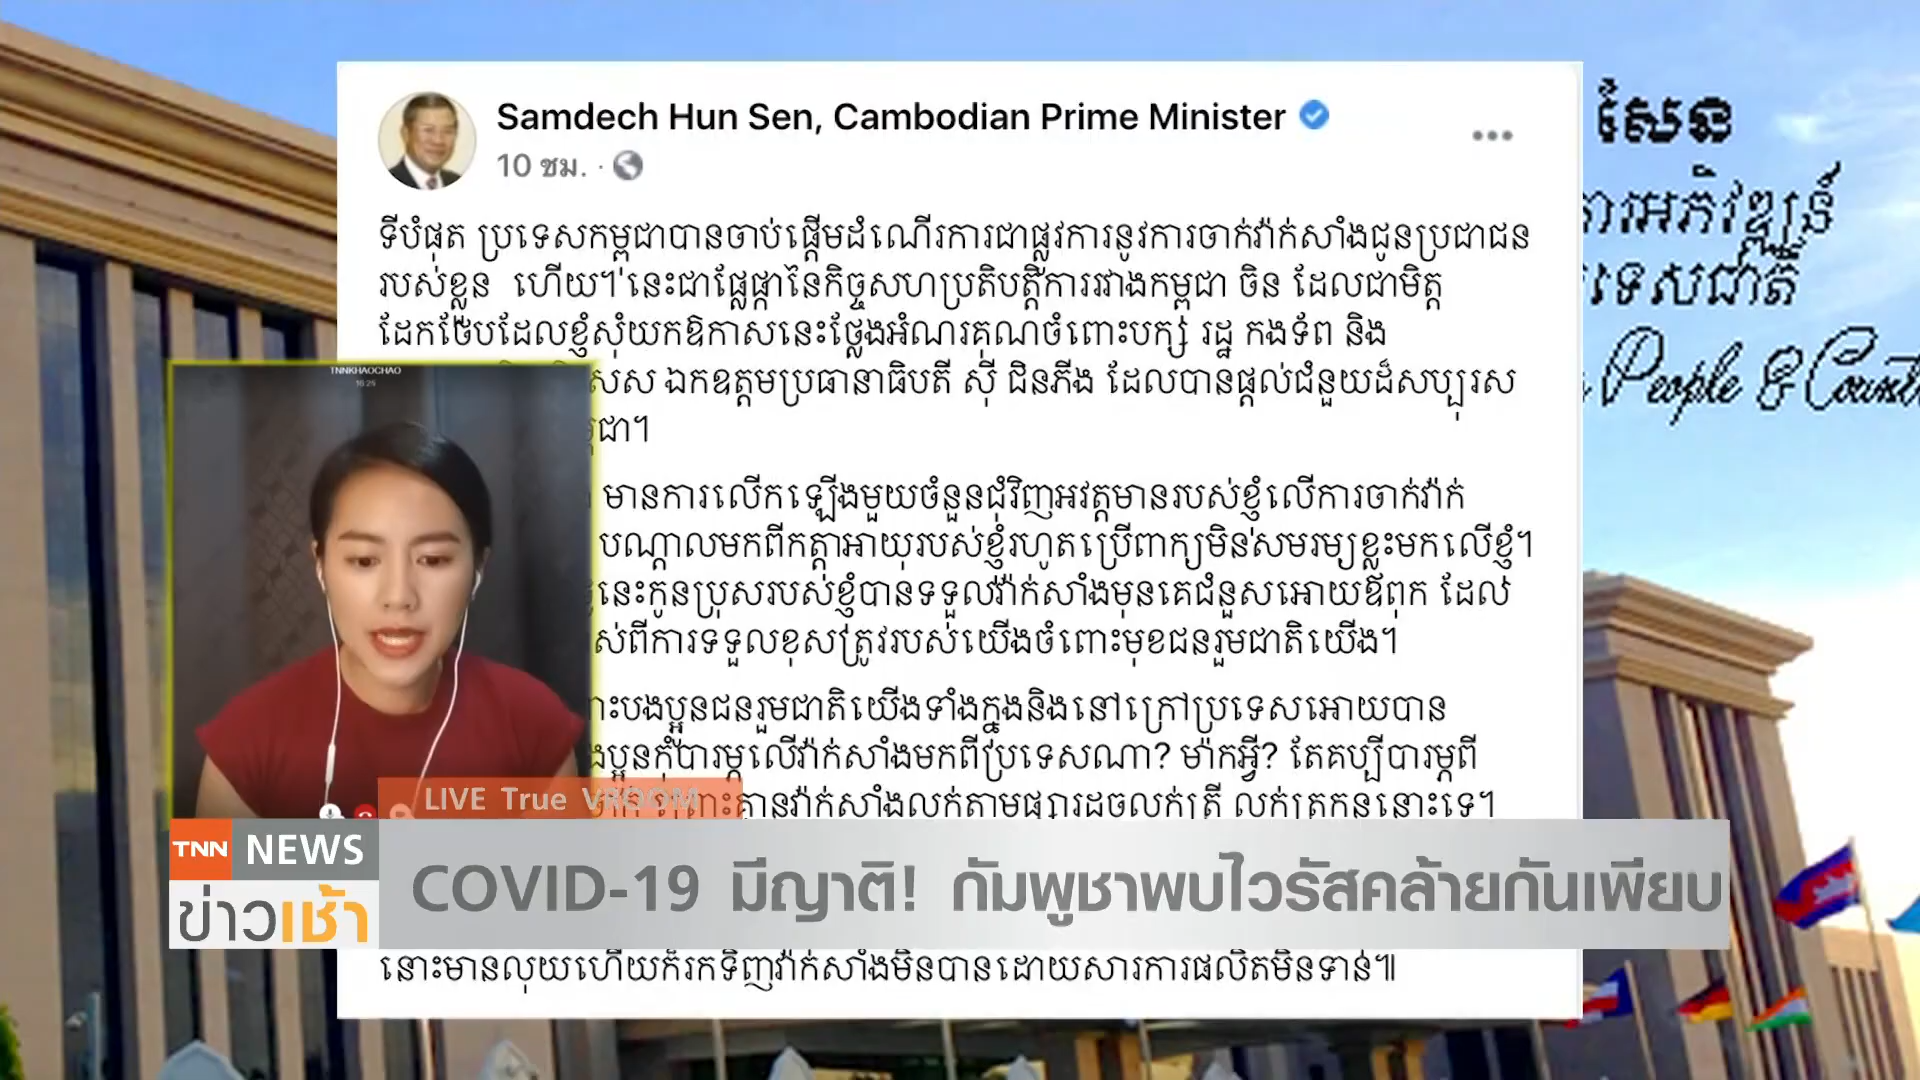 Samdech Hun Sen, Cambodian Prime Minister
10 ชม. ·
ទីបំផុត ប្រទេសកម្ពុជាបានចាប់ផ្តើមដំណើរការជាផ្លូវការនូវការចាក់វ៉ាក់សាំងជូនប្រជាជន
របស់ខ្លួន ហើយ។ នេះជាផ្លែផ្កានៃកិច្ចសហប្រតិបត្តិការរវាងកម្ពុជា ចិន ដែលជាមិត្ត
ដែកថែបដែលខ្ញុំសុំយកឱកាសនេះថ្លែងអំណរគុណចំពោះបក្ស រដ្ឋ កងទ័ព និង
ឯកឧត្តមប្រធានាធិបតី ស៊ី ជិនភីង ដែលបានផ្តល់ជំនួយដ៏សប្បុរស
មានការលើកឡើងមួយចំនួនជុំវិញអវត្តមានរបស់ខ្ញុំលើការចាក់វ៉ាក់
បណ្តាលមកពីកត្តាអាយុរបស់ខ្ញុំរហូតប្រើពាក្យមិនសមរម្យខ្លះមកលើខ្ញុំ។
នេះកូនប្រុសរបស់ខ្ញុំបានទទួលវ៉ាក់សាំងមុនគេជំនួសអោយឪពុក ដែល
ពីការទទួលខុសត្រូវរបស់យើងចំពោះមុខជនរួមជាតិយើង។
បងប្អូនជនរួមជាតិយើងទាំងក្នុងនិងនៅក្រៅប្រទេសអោយបាន
កុំបារម្ភលើវ៉ាក់សាំងមកពីប្រទេសណា? ម៉ាកអ្វី? តែគប្បីបារម្ភពី
ព្រោះគ្មានវ៉ាក់សាំងលក់តាមផ្សារដូចលក់ត្រី លក់ត្រកួននោះទេ។
នោះមានលុយហើយក៏រកទិញវ៉ាក់សាំងមិនបានដោយសារការផលិតមិនទាន់៕
សែន
ទេសជាតិ
People & Count
TNNKHAOCHAO
16:25
LIVE True VROOM
TNN NEWS
ข่าวเช้า
COVID-19 มีญาติ! กัมพูชาพบไวรัสคล้ายกันเพียบ